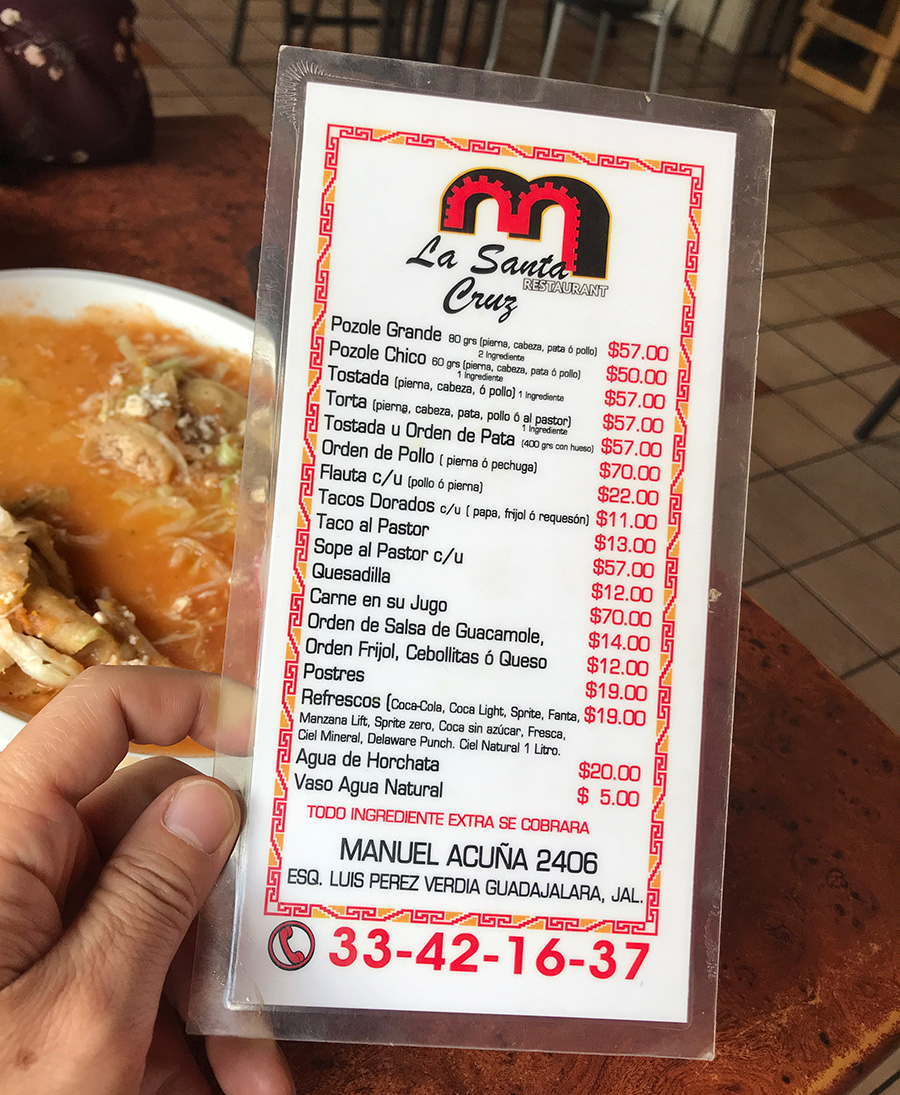 m
La Santa
Cruz
RESTAURANT
Pozole Grande 80 grs (pierna, cabeza, pata ó pollo) $57.00
2 Ingrediente
Pozole Chico 60 grs (pierna, cabeza, pata ó pollo) $50.00
1 Ingrediente
Tostada (pierna, cabeza, ó pollo) 1 Ingrediente $57.00
Torta (pierna, cabeza, pata, pollo ó al pastor) $57.00
1 Ingrediente
Tostada u Orden de Pata (400 grs con hueso) $57.00
Orden de Pollo ( pierna ó pechuga) $70.00
Flauta c/u (pollo ó pierna) $22.00
Tacos Dorados c/u ( papa, frijol ó requesón) $11.00
Taco al Pastor $13.00
Sope al Pastor c/u $57.00
Quesadilla $12.00
Carne en su Jugo $70.00
Orden de Salsa de Guacamole, $14.00
Orden Frijol, Cebollitas ó Queso $12.00
Postres $19.00
Refrescos (Coca-Cola, Coca Light, Sprite, Fanta, $19.00
Manzana Lift, Sprite zero, Coca sin azúcar, Fresca,
Ciel Mineral, Delaware Punch. Ciel Natural 1 Litro.
Agua de Horchata $20.00
Vaso Agua Natural $ 5.00
TODO INGREDIENTE EXTRA SE COBRARA
MANUEL ACUÑA 2406
ESQ. LUIS PEREZ VERDIA GUADAJALARA, JAL.
33-42-16-37